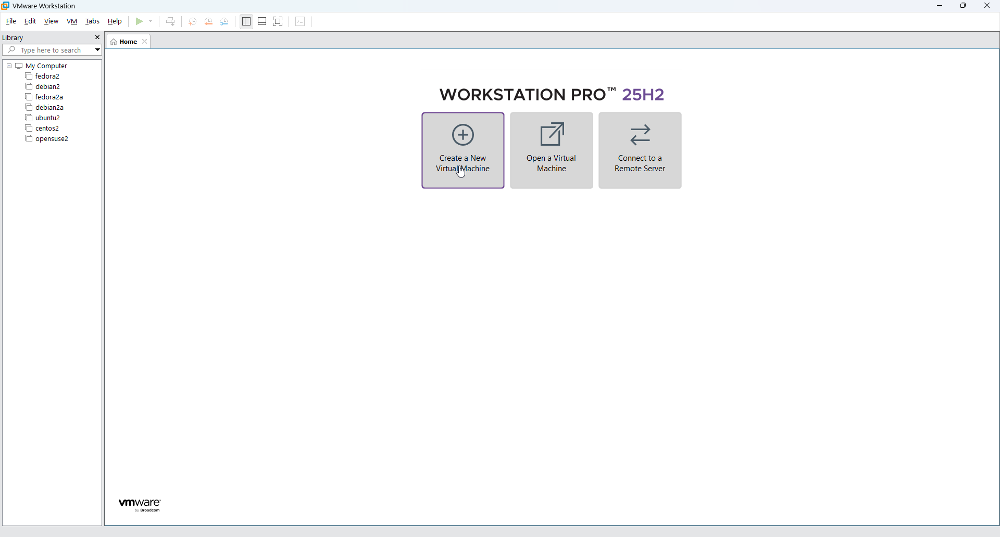 VMware Workstation
File Edit View VM Tabs Help
Library
Type here to search
My Computer
fedora2
debian2
fedora2a
debian2a
ubuntu2
centos2
opensuse2
Home
WORKSTATION PRO™ 25H2
Create a New
Virtual Machine
Open a Virtual
Machine
Connect to a
Remote Server
vmware®
by Broadcom